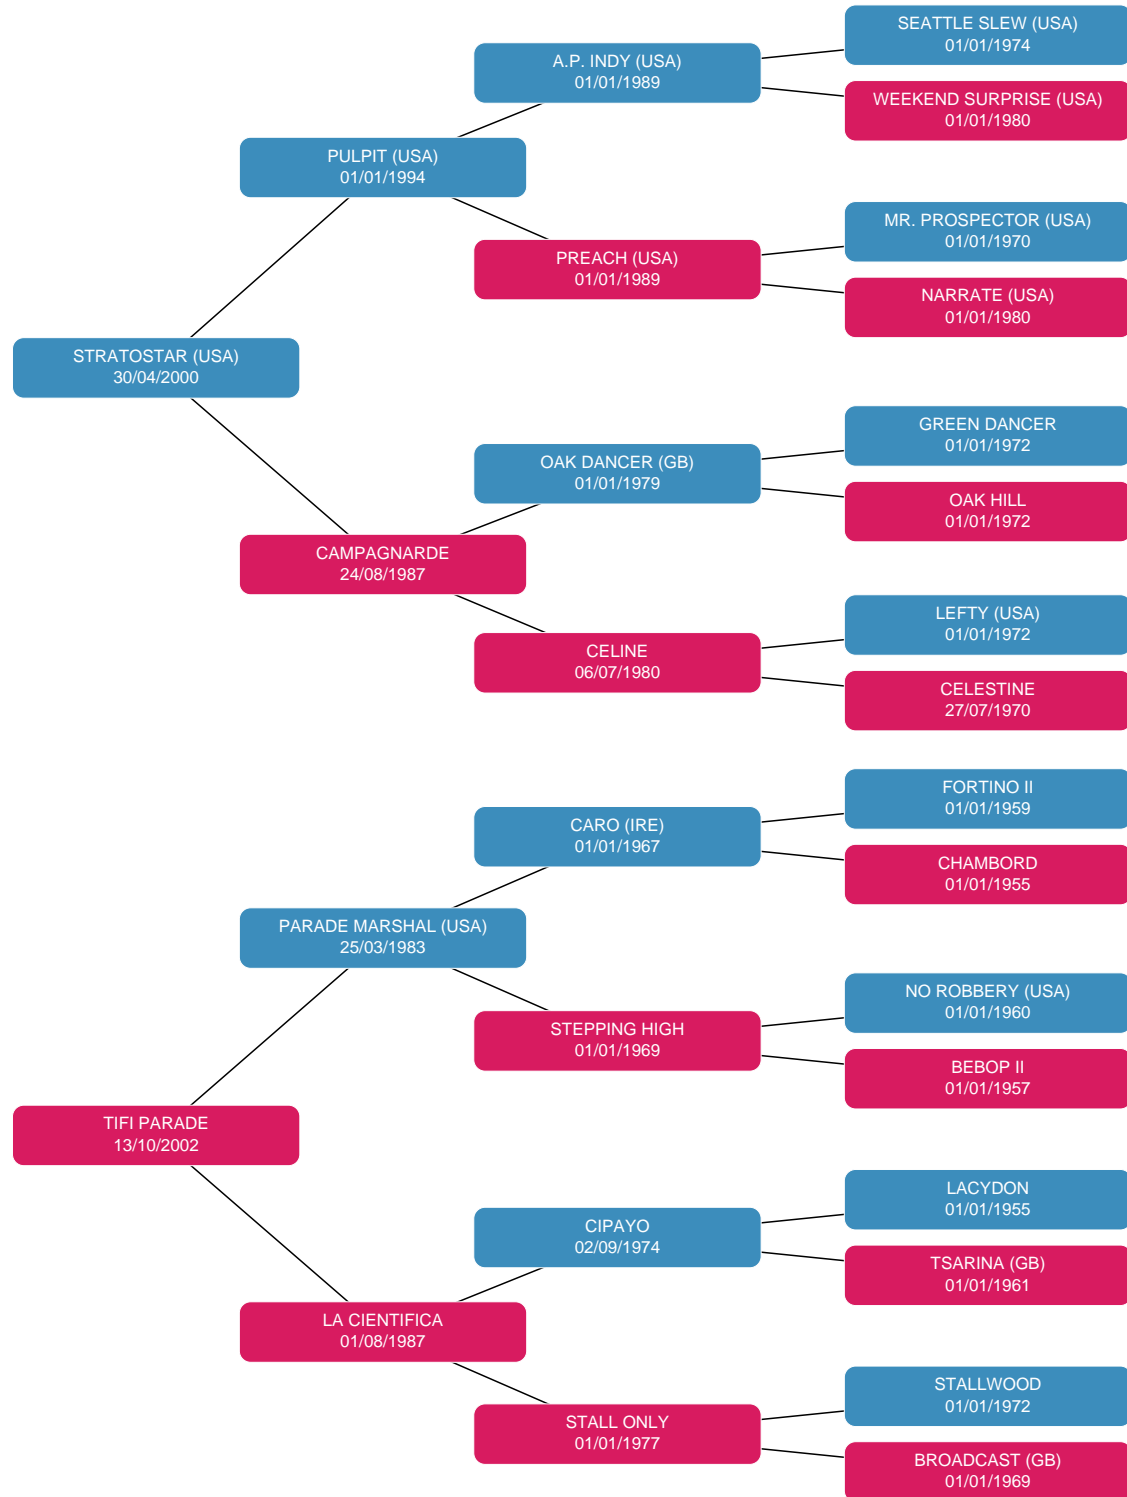 SEATTLE SLEW (USA)
01/01/1974
A.P. INDY (USA)
01/01/1989
WEEKEND SURPRISE (USA)
01/01/1980
PULPIT (USA)
01/01/1994
MR. PROSPECTOR (USA)
01/01/1970
PREACH (USA)
01/01/1989
NARRATE (USA)
01/01/1980
STRATOSTAR (USA)
30/04/2000
GREEN DANCER
01/01/1972
OAK DANCER (GB)
01/01/1979
OAK HILL
01/01/1972
CAMPAGNARDE
24/08/1987
LEFTY (USA)
01/01/1972
CELINE
06/07/1980
CELESTINE
27/07/1970
FORTINO II
01/01/1959
CARO (IRE)
01/01/1967
CHAMBORD
01/01/1955
PARADE MARSHAL (USA)
25/03/1983
NO ROBBERY (USA)
01/01/1960
STEPPING HIGH
01/01/1969
BEBOP II
01/01/1957
TIFI PARADE
13/10/2002
LACYDON
01/01/1955
CIPAYO
02/09/1974
TSARINA (GB)
01/01/1961
LA CIENTIFICA
01/08/1987
STALLWOOD
01/01/1972
STALL ONLY
01/01/1977
BROADCAST (GB)
01/01/1969